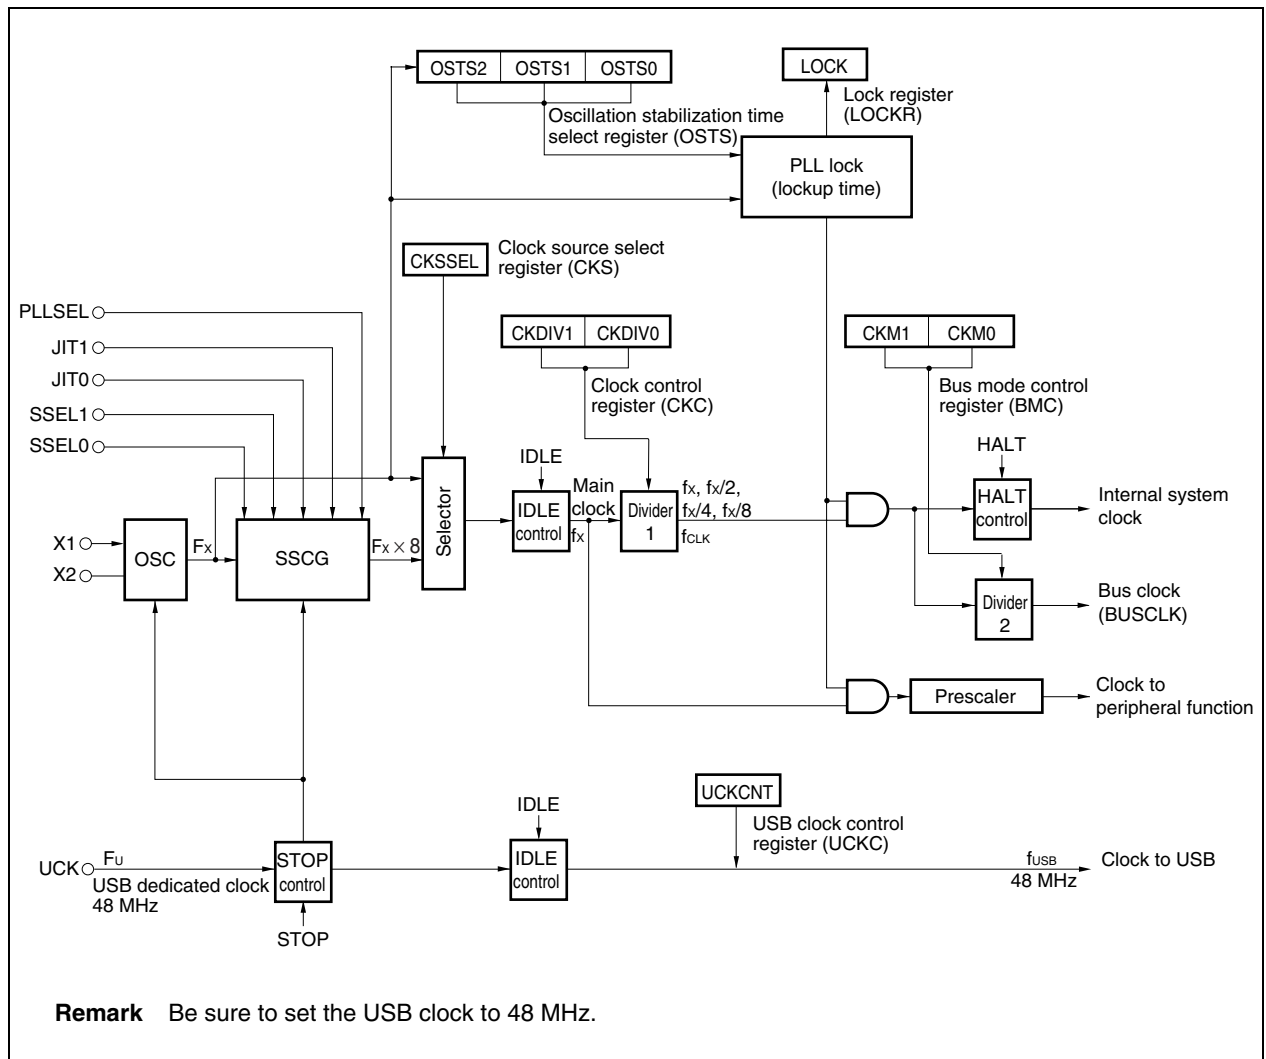 OSTS2 OSTS1 OSTS0
LOCK
Lock register
(LOCKR)
Oscillation stabilization time
select register (OSTS)
PLL lock
(lockup time)
CKSSEL
Clock source select
register (CKS)
PLLSEL
JIT1
JIT0
SSEL1
SSEL0
CKDIV1 CKDIV0
Clock control
register (CKC)
CKM1 CKM0
Bus mode control
register (BMC)
HALT
HALT
control
Internal system
clock
IDLE
IDLE
control
Main
clock
fX
Divider
1
fX, fX/2,
fX/4, fX/8
fCLK
X1
X2
OSC
FX
SSCG
FX × 8
Selector
Divider
2
Bus clock
(BUSCLK)
Prescaler
Clock to
peripheral function
UCK
FU
USB dedicated clock
48 MHz
STOP
control
STOP
IDLE
IDLE
control
UCKCNT
USB clock control
register (UCKC)
fUSB
48 MHz
Clock to USB
Remark Be sure to set the USB clock to 48 MHz.